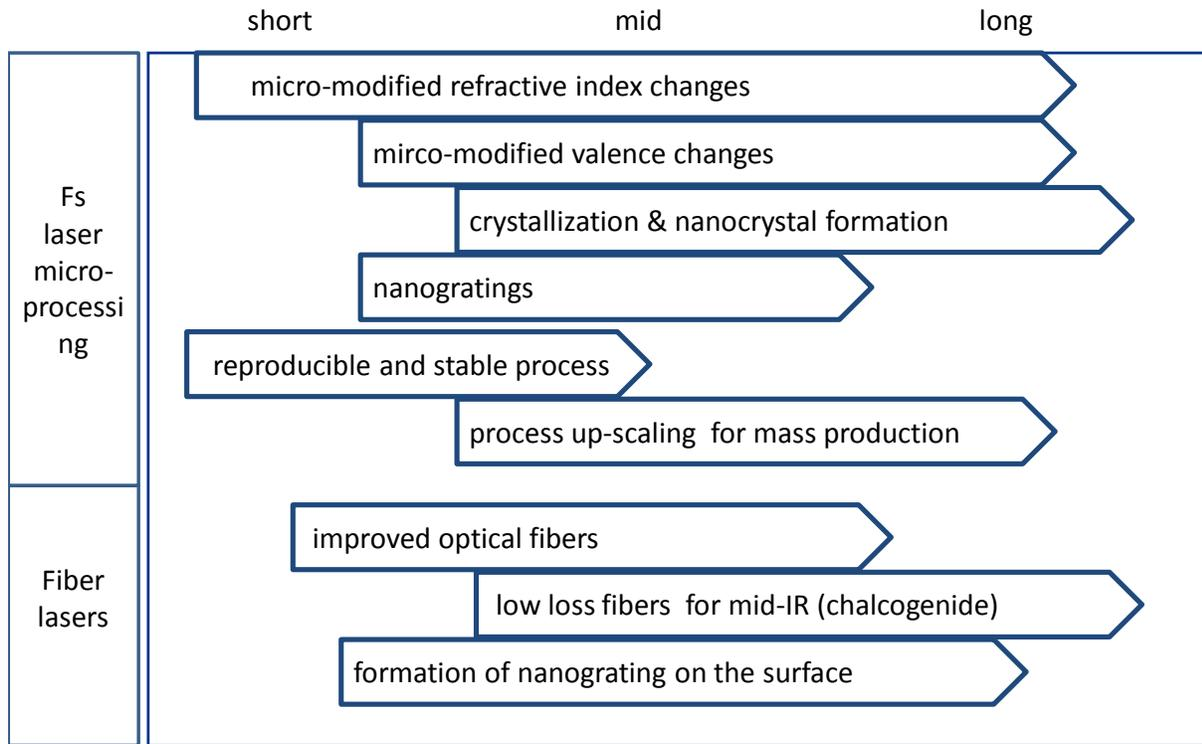 short mid long
Fs
laser
micro-
processi
ng
micro-modified refractive index changes
mirco-modified valence changes
crystallization & nanocrystal formation
nanogratings
reproducible and stable process
process up-scaling for mass production
Fiber
lasers
improved optical fibers
low loss fibers for mid-IR (chalcogenide)
formation of nanograting on the surface